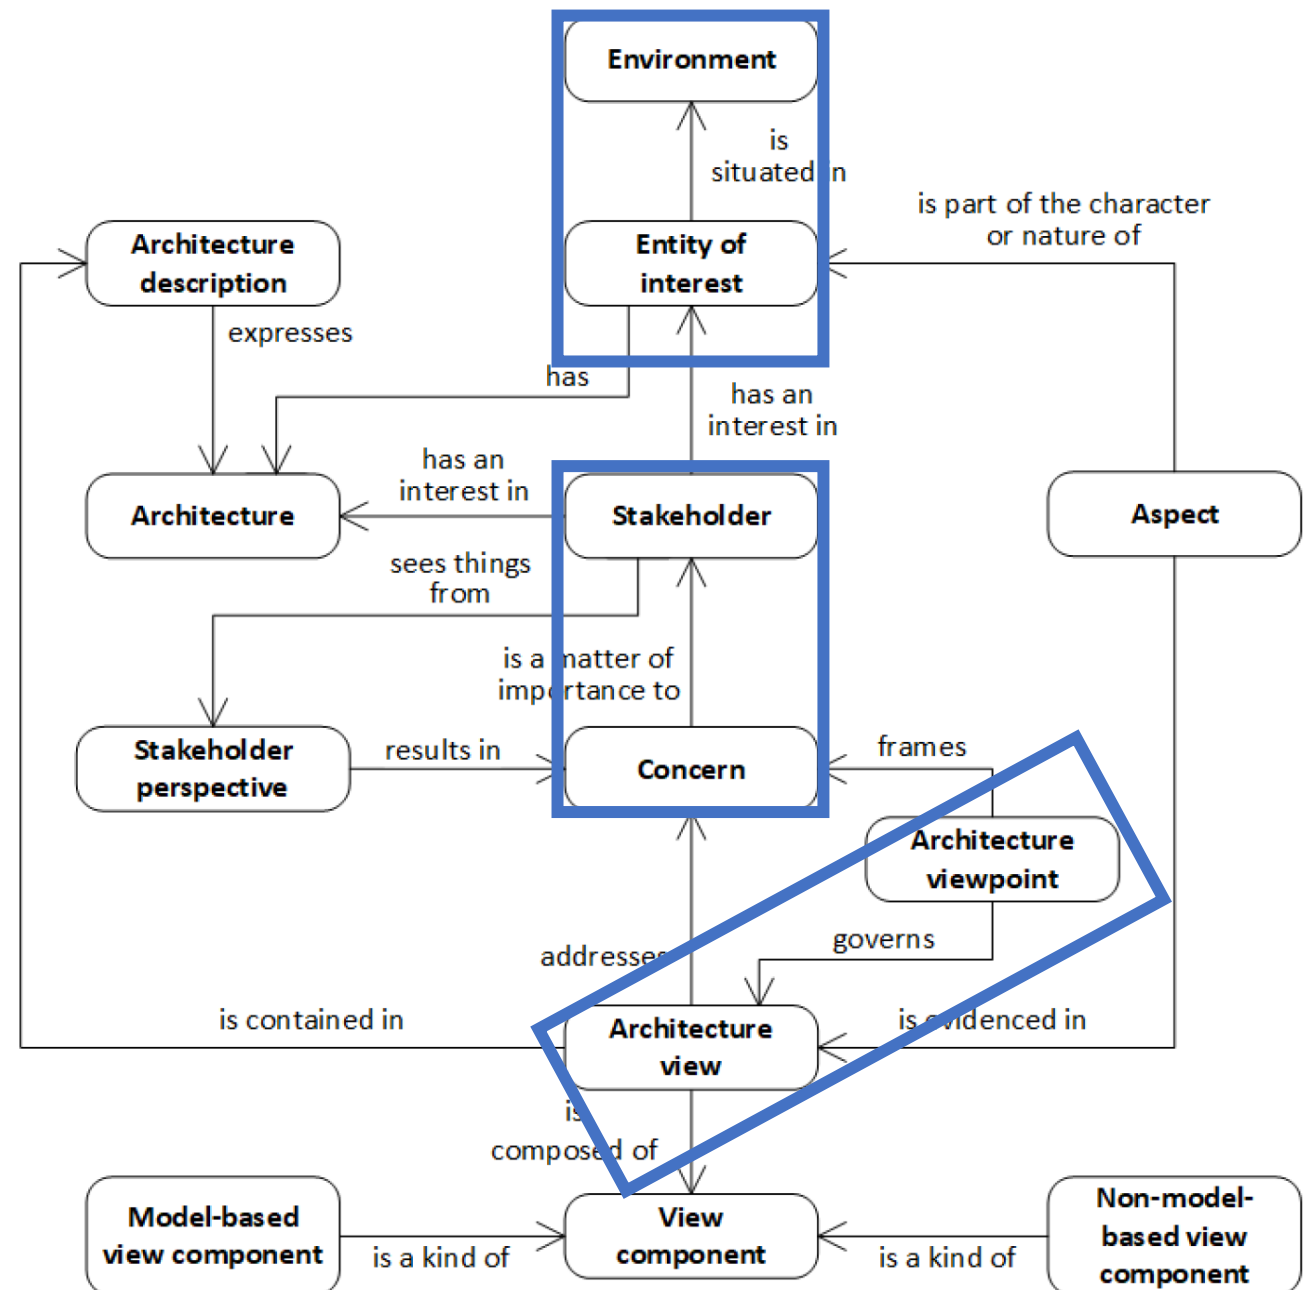 Environment
is
situated in
is part of the character
or nature of
Architecture
description
Entity of
interest
expresses
has
has an
interest in
has an
interest in
Architecture
Stakeholder
Aspect
sees things
from
is a matter of
importance to
Stakeholder
perspective
results in
Concern
frames
Architecture
viewpoint
governs
addresses
is contained in
Architecture
view
is evidenced in
is
composed of
Model-based
view component
is a kind of
View
component
is a kind of
Non-model-
based view
component